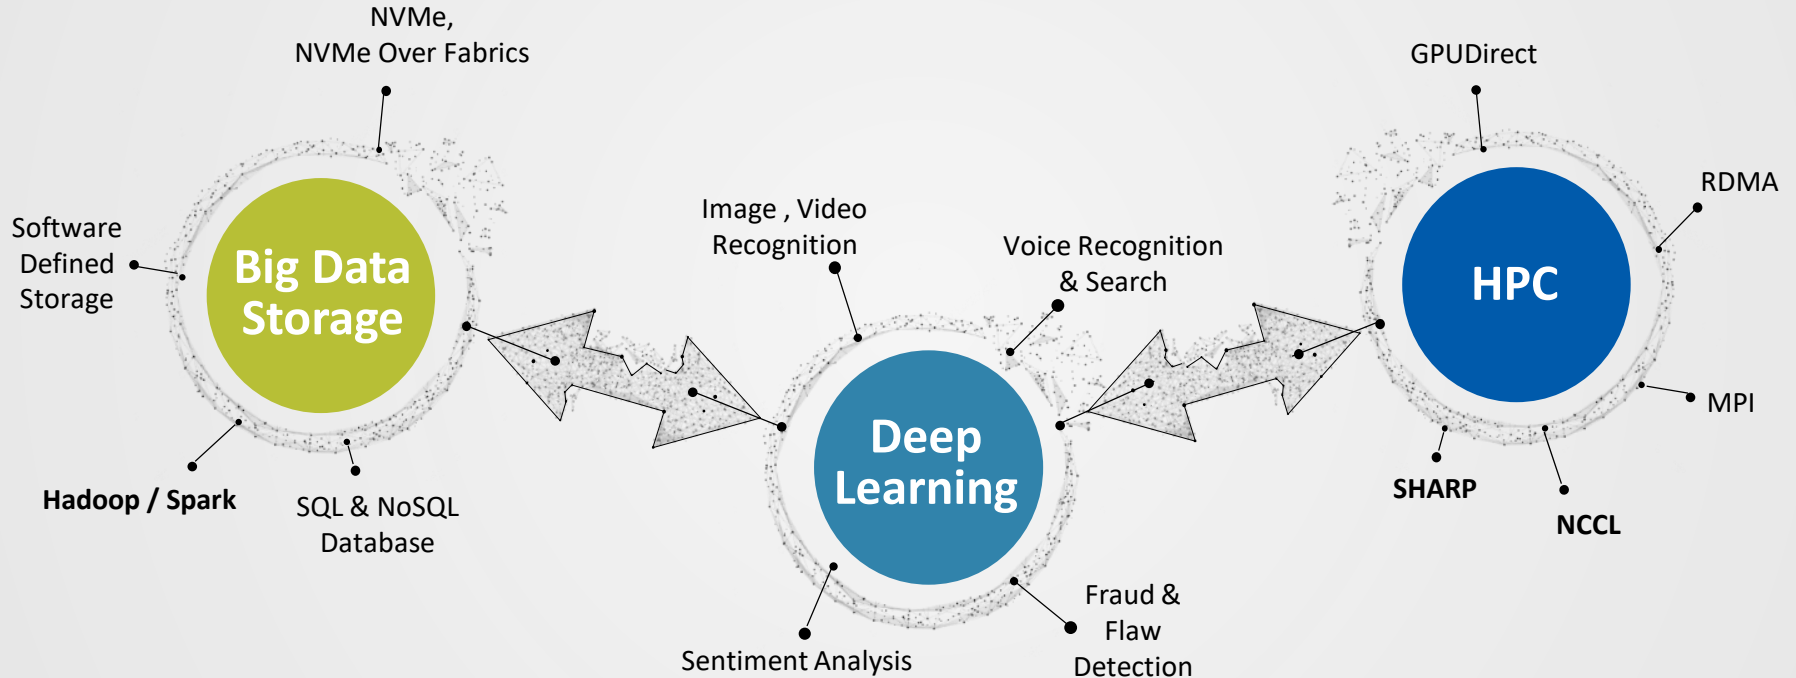 NVMe,
NVMe Over Fabrics
Software
Defined
Storage
Big Data
Storage
Hadoop / Spark
SQL & NoSQL
Database
Image , Video
Recognition
Voice Recognition
& Search
Deep
Learning
Sentiment Analysis
Fraud &
Flaw
Detection
GPUDirect
RDMA
HPC
MPI
SHARP
NCCL